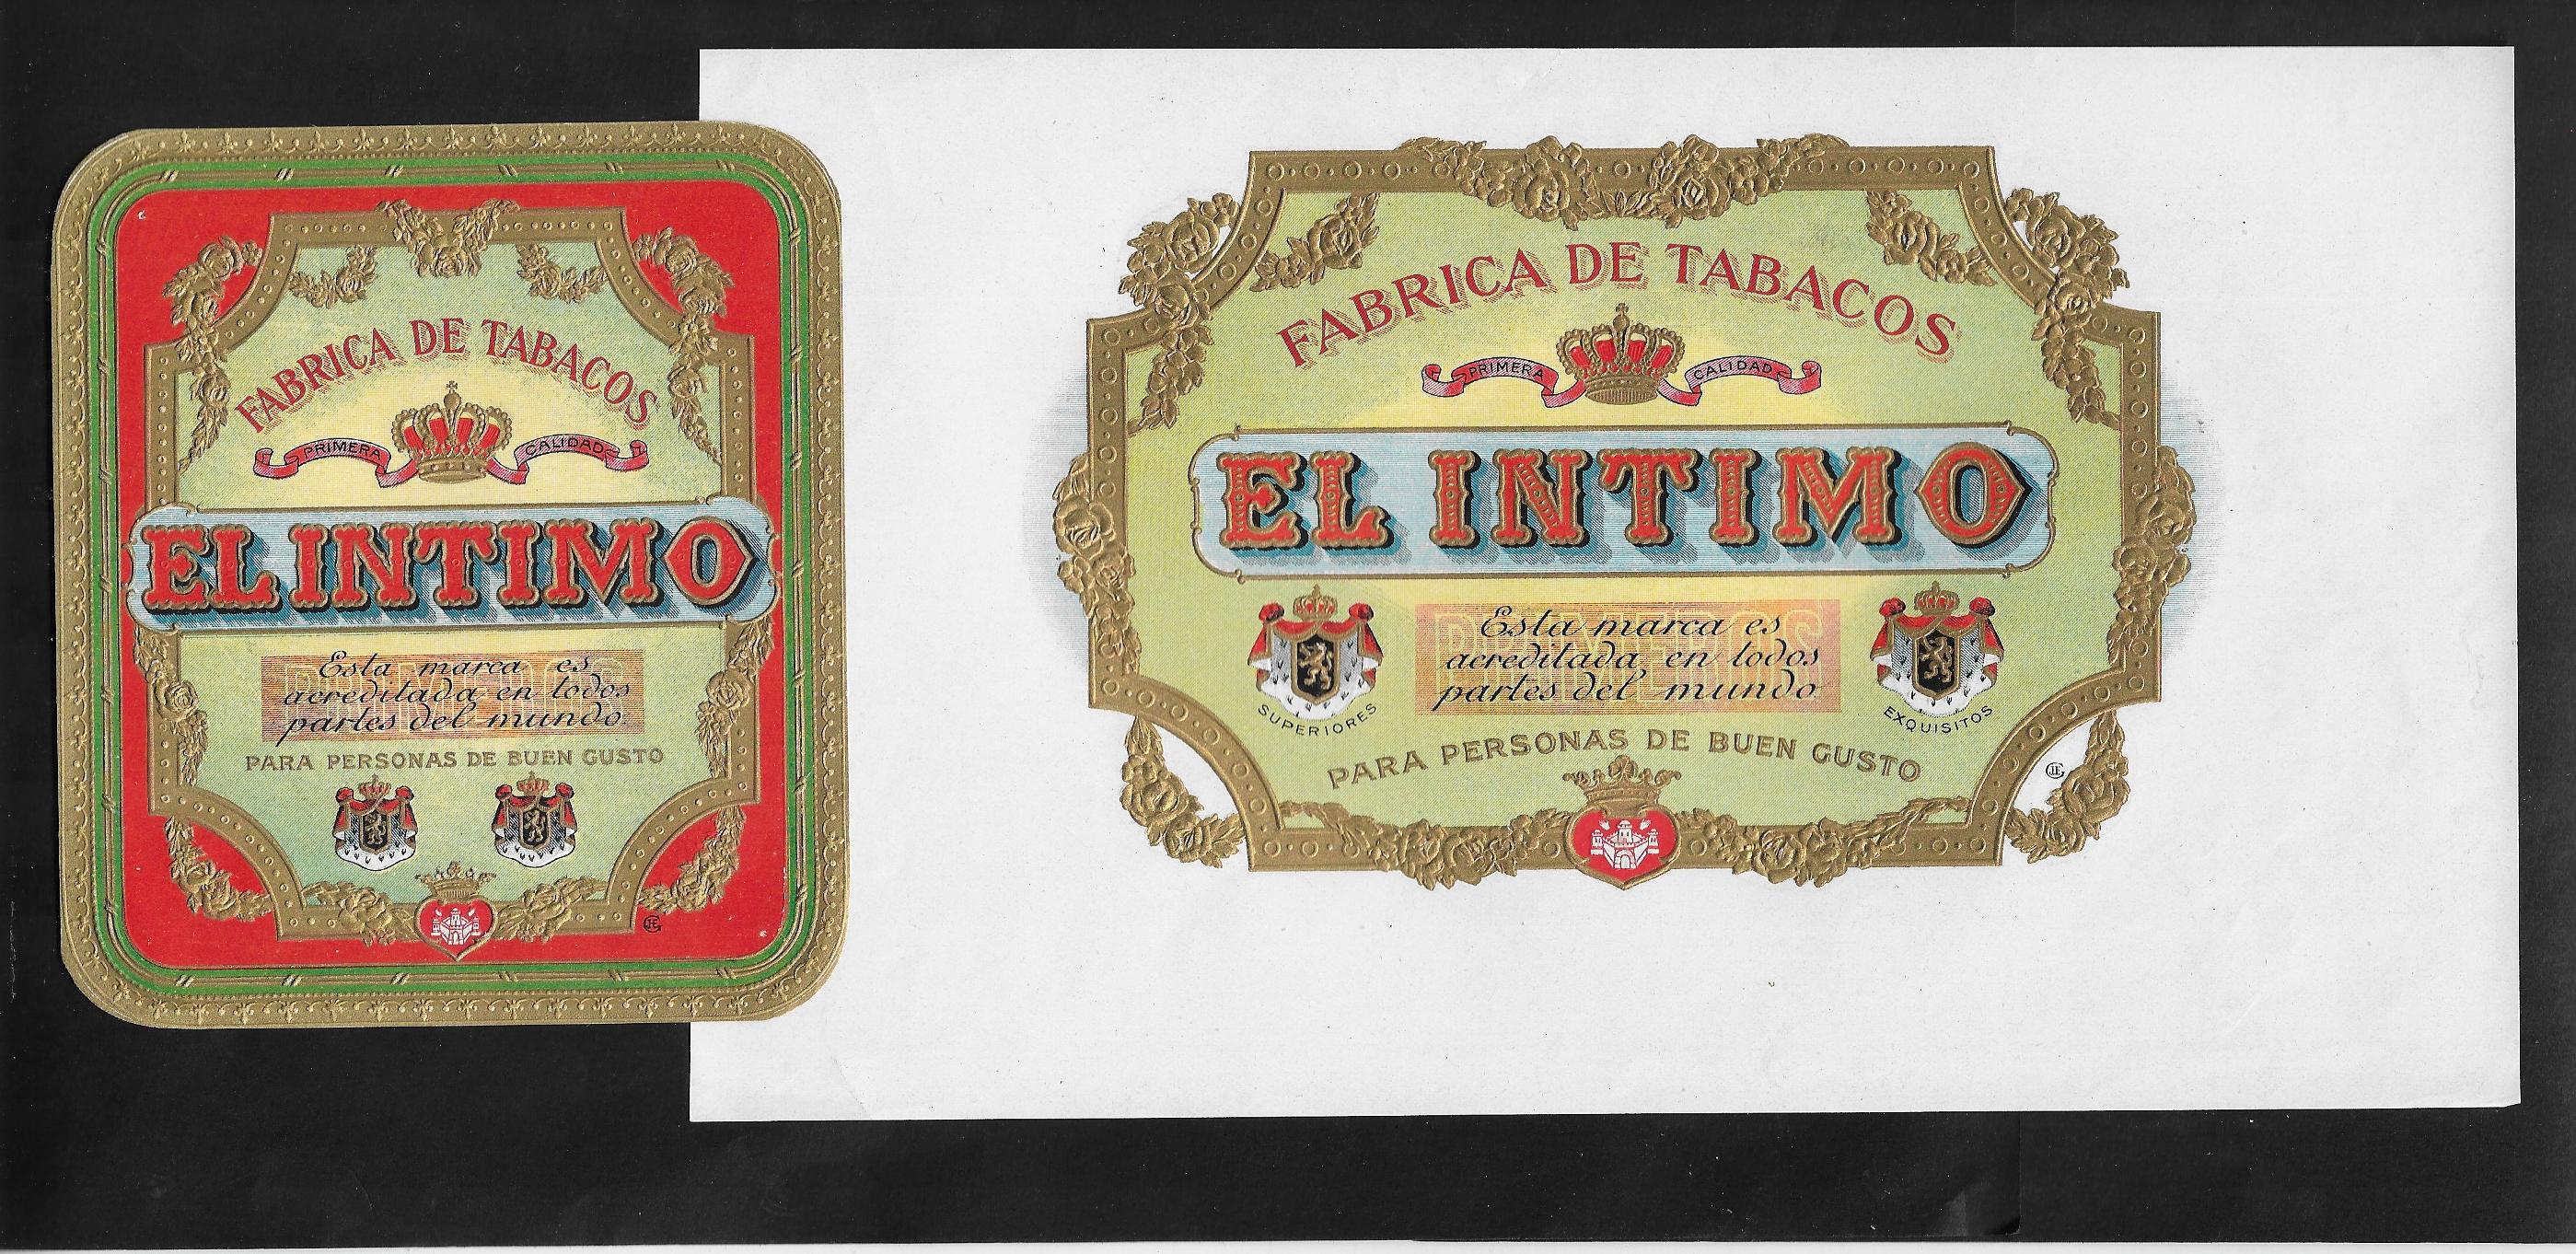 FABRICA DE TABACOS
PRIMERA CALIDAD
EL INTIMO
Esta marca es
acreditada en todos
partes del mundo
PARA PERSONAS DE BUEN GUSTO
FABRICA DE TABACOS
PRIMERA CALIDAD
EL INTIMO
Esta marca es
acreditada en todos
partes del mundo
SUPERIORES
EXQUISITOS
PARA PERSONAS DE BUEN GUSTO